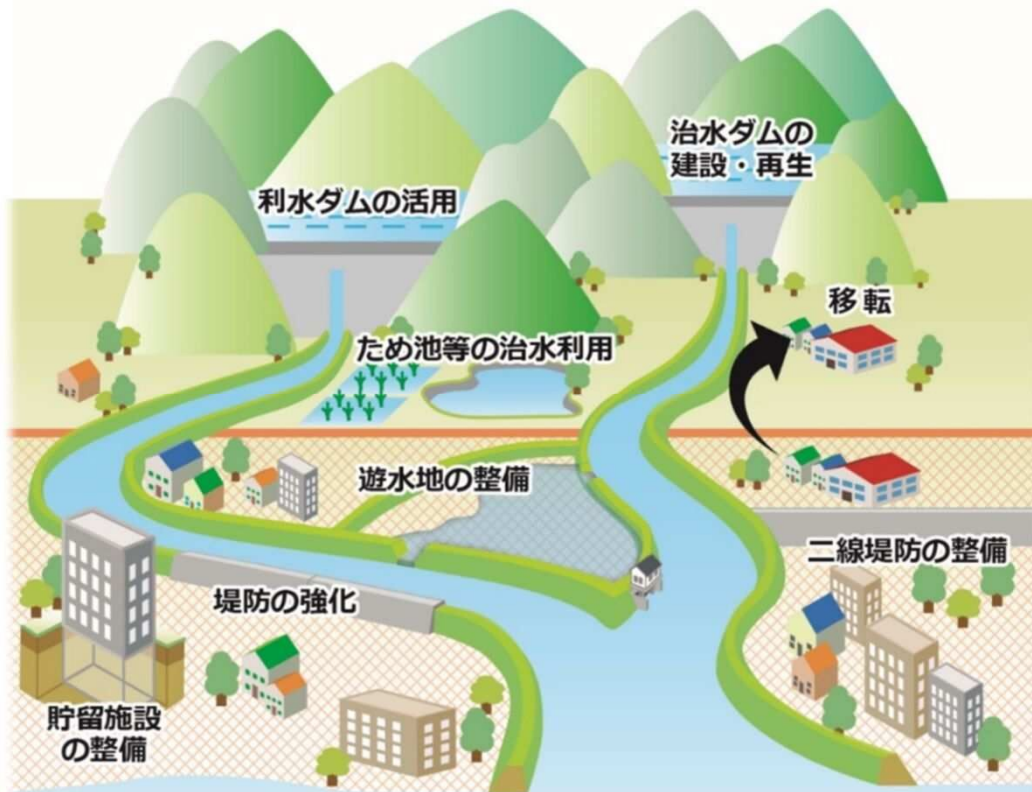 治水ダムの
建設・再生
利水ダムの活用
移転
ため池等の治水利用
遊水地の整備
二線堤防の整備
堤防の強化
貯留施設
の整備